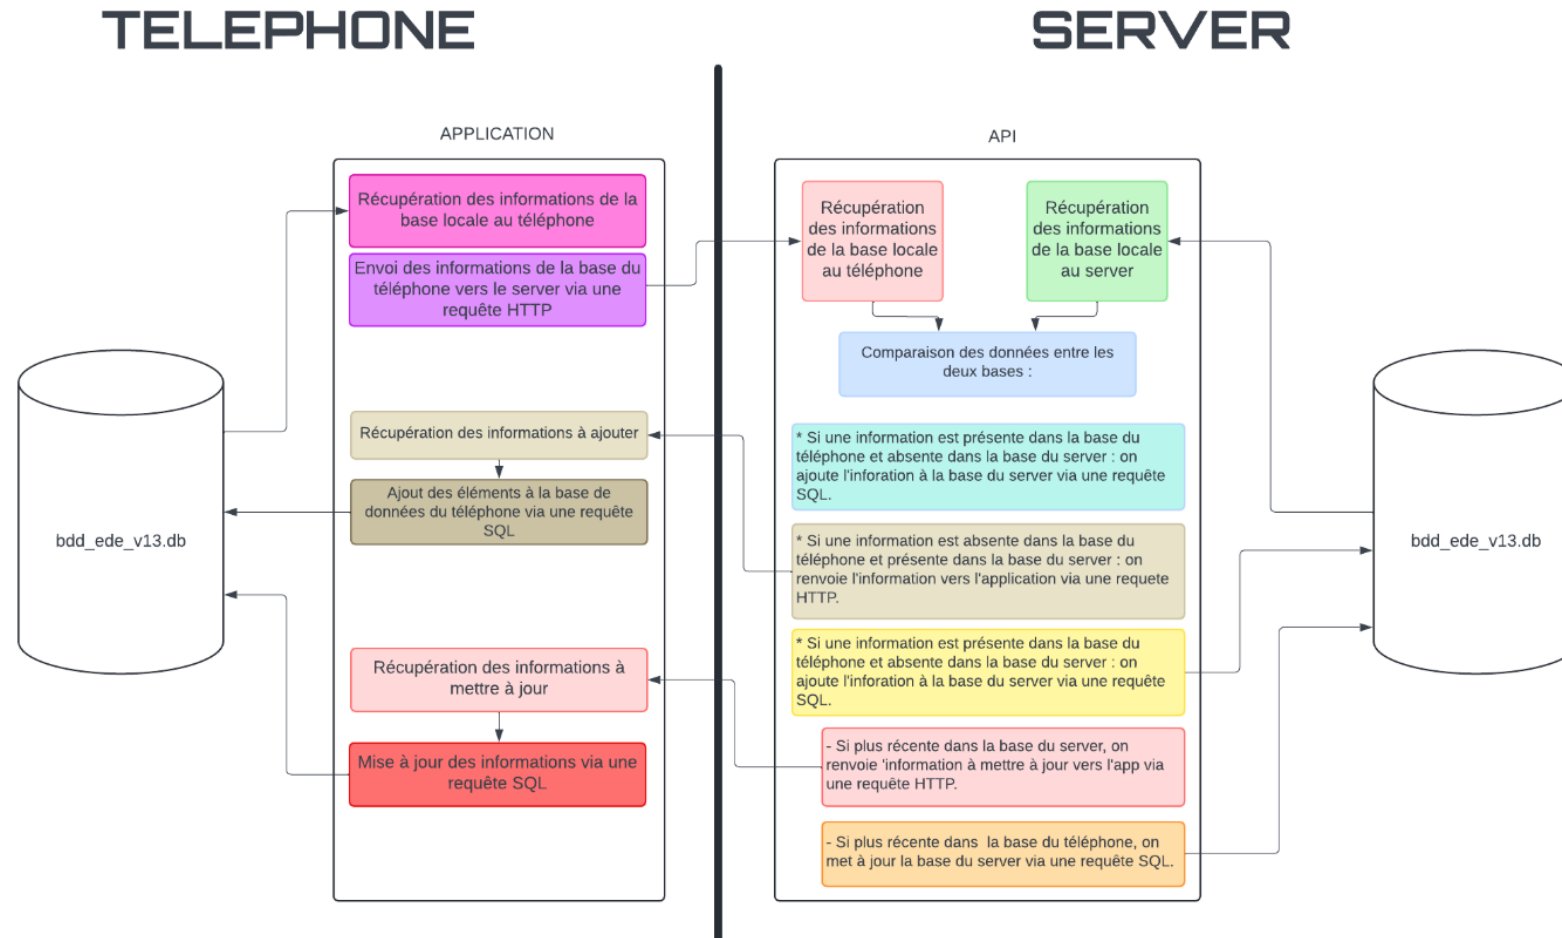 TELEPHONE
SERVER
APPLICATION
API
Récupération des informations de la
base locale au téléphone
Envoi des informations de la base du
téléphone vers le server via une
requête HTTP
Récupération
des informations
de la base locale
au téléphone
Récupération
des informations
de la base locale
au server
Comparaison des données entre les
deux bases :
Récupération des informations à ajouter
Ajout des éléments à la base de
données du téléphone via une requête
SQL
* Si une information est présente dans la base du
téléphone et absente dans la base du server : on
ajoute l'inforation à la base du server via une requête
SQL.
* Si une information est absente dans la base du
téléphone et présente dans la base du server : on
renvoie l'information vers l'application via une requete
HTTP.
bdd_ede_v13.db
bdd_ede_v13.db
* Si une information est présente dans la base du
téléphone et absente dans la base du server : on
ajoute l'inforation à la base du server via une requête
SQL.
Récupération des informations à
mettre à jour
Mise à jour des informations via une
requête SQL
- Si plus récente dans la base du server, on
renvoie 'information à mettre à jour vers l'app via
une requête HTTP.
- Si plus récente dans  la base du téléphone, on
met à jour la base du server via une requête SQL.